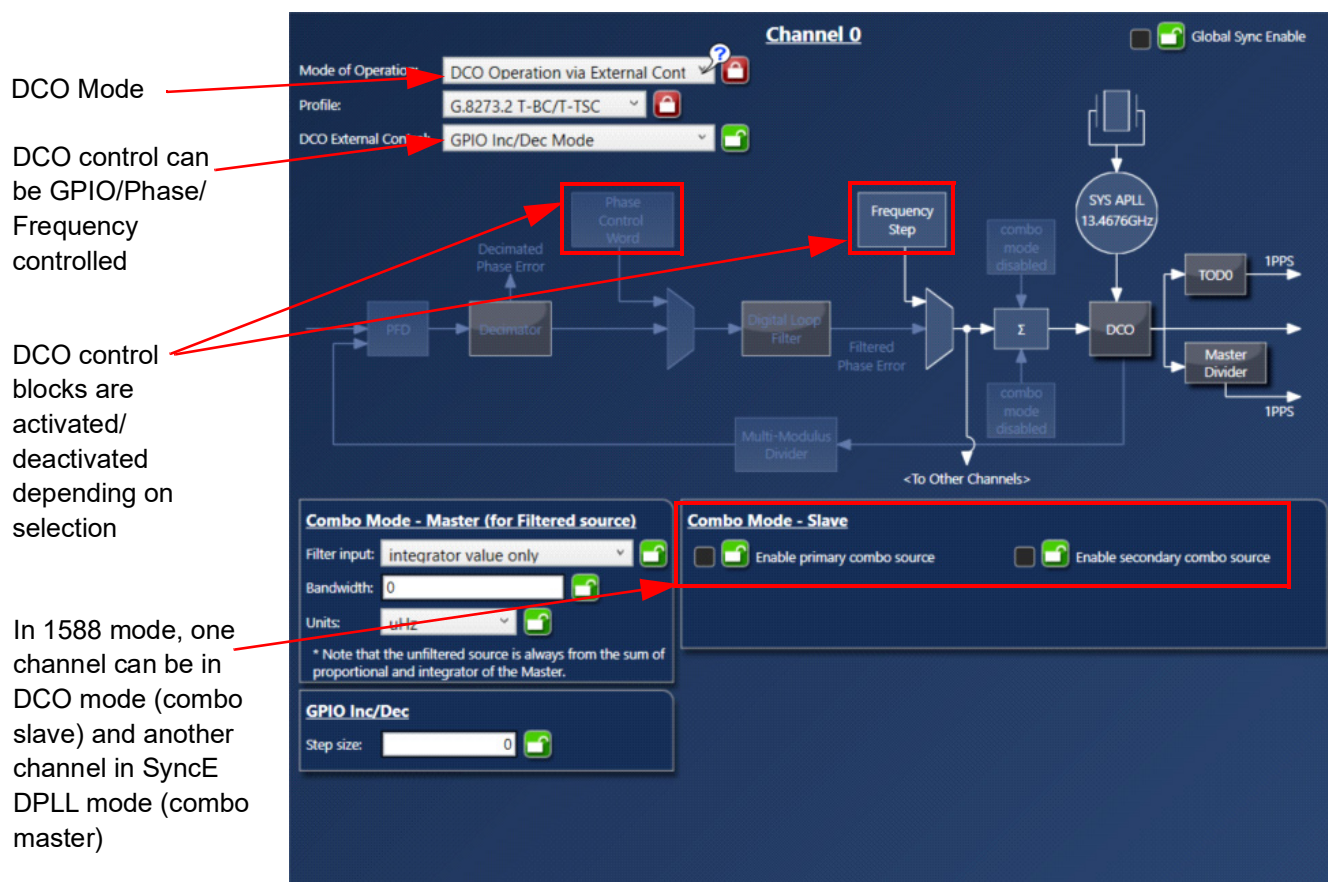 Channel 0
Global Sync Enable
DCO Mode
Mode of Operation:
DCO Operation via External Cont
?
Profile:
G.8273.2 T-BC/T-TSC
DCO control can
be GPIO/Phase/
Frequency
controlled
DCO External Control:
GPIO Inc/Dec Mode
Phase
Control
Word
Frequency
Step
SYS APLL
13.4676GHz
combo
mode
disabled
Decimated
Phase Error
TOD0
1PPS
PFD
Decimator
Digital Loop
Filter
Filtered
Phase Error
Σ
DCO
Master
Divider
1PPS
combo
mode
disabled
Multi-Modulus
Divider
<To Other Channels>
DCO control
blocks are
activated/
deactivated
depending on
selection
Combo Mode - Master (for Filtered source)
Filter input:
integrator value only
Bandwidth:
0
Units:
uHz
* Note that the unfiltered source is always from the sum of
proportional and integrator of the Master.
Combo Mode - Slave
Enable primary combo source
Enable secondary combo source
In 1588 mode, one
channel can be in
DCO mode (combo
slave) and another
channel in SyncE
DPLL mode (combo
master)
GPIO Inc/Dec
Step size:
0